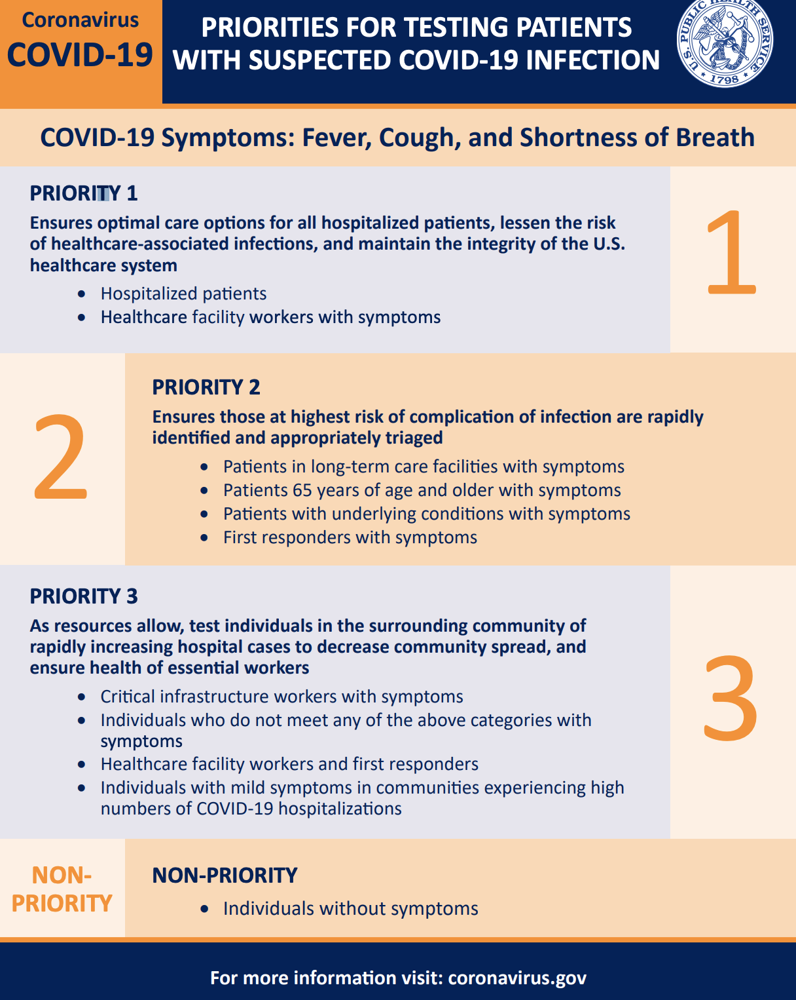 Coronavirus
COVID-19
PRIORITIES FOR TESTING PATIENTS
WITH SUSPECTED COVID-19 INFECTION
U.S. PUBLIC HEALTH SERVICE
1798
COVID-19 Symptoms: Fever, Cough, and Shortness of Breath
PRIORITY 1
Ensures optimal care options for all hospitalized patients, lessen the risk
of healthcare-associated infections, and maintain the integrity of the U.S.
healthcare system
• Hospitalized patients
• Healthcare facility workers with symptoms
1
2
PRIORITY 2
Ensures those at highest risk of complication of infection are rapidly
identified and appropriately triaged
• Patients in long-term care facilities with symptoms
• Patients 65 years of age and older with symptoms
• Patients with underlying conditions with symptoms
• First responders with symptoms
PRIORITY 3
As resources allow, test individuals in the surrounding community of
rapidly increasing hospital cases to decrease community spread, and
ensure health of essential workers
• Critical infrastructure workers with symptoms
• Individuals who do not meet any of the above categories with
symptoms
• Healthcare facility workers and first responders
• Individuals with mild symptoms in communities experiencing high
numbers of COVID-19 hospitalizations
3
NON-
PRIORITY
NON-PRIORITY
• Individuals without symptoms
For more information visit: coronavirus.gov